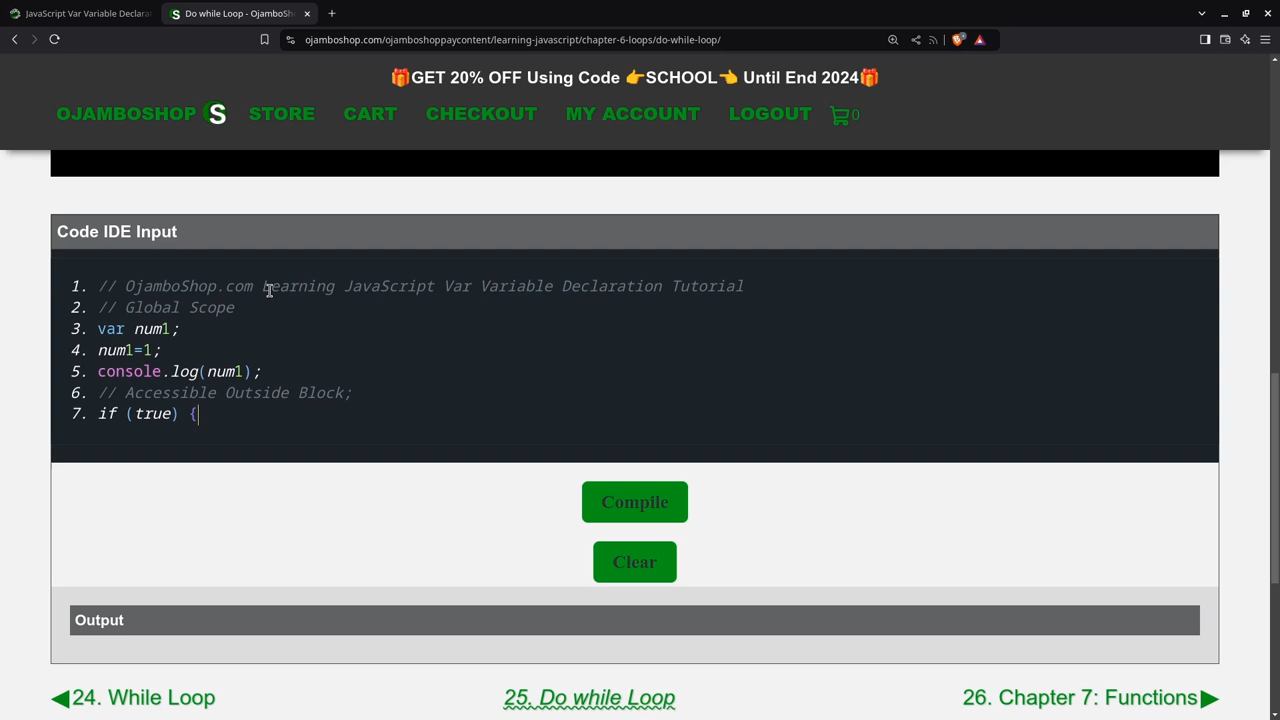 JavaScript Var Variable Declarat
Do while Loop - OjamboSh
ojamboshop.com/ojamboshoppaycontent/learning-javascript/chapter-6-loops/do-while-loop/
🎁GET 20% OFF Using Code 👉SCHOOL👈 Until End 2024🎁
OJAMBOSHOP S STORE CART CHECKOUT MY ACCOUNT LOGOUT 0
Code IDE Input
1. // OjamboShop.com Learning JavaScript Var Variable Declaration Tutorial
2. // Global Scope
3. var num1;
4. num1=1;
5. console.log(num1);
6. // Accessible Outside Block;
7. if (true) {
Compile
Clear
Output
◀24. While Loop
25. Do while Loop
26. Chapter 7: Functions▶